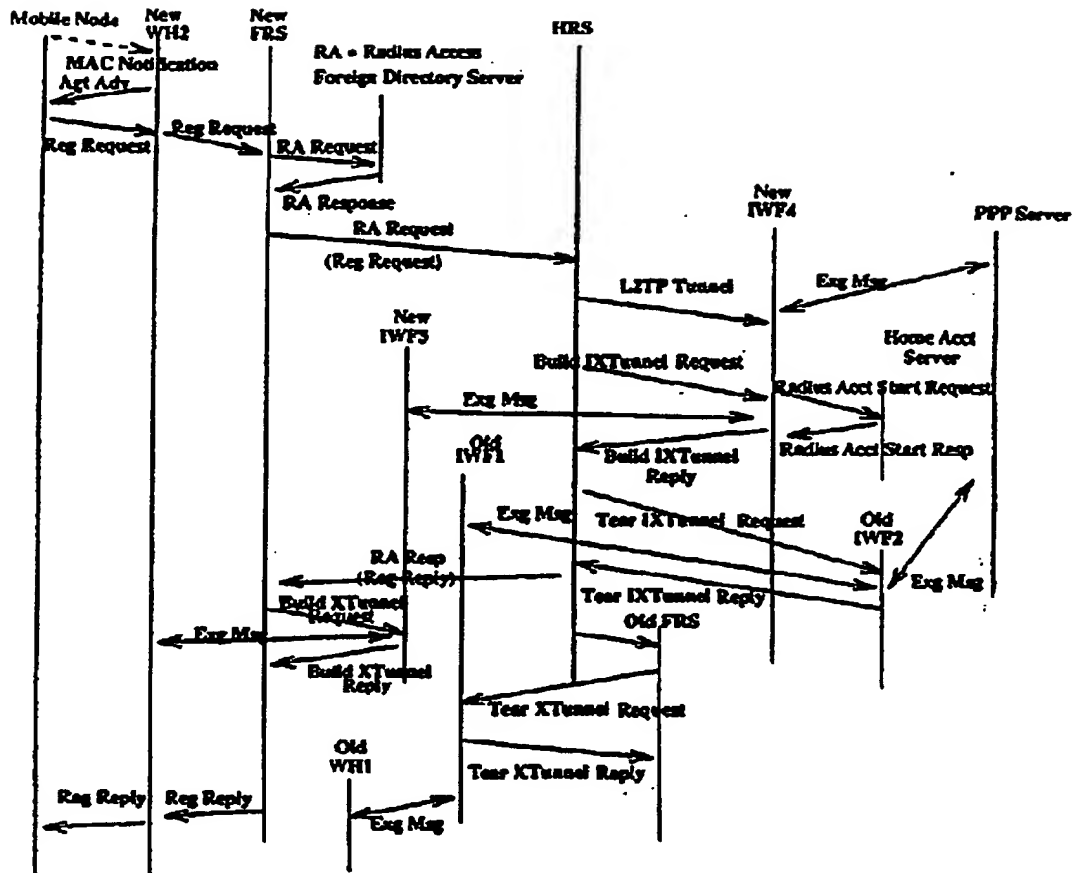 Mobile Node
New
WH2
New
FRS
HRS
RA = Radius Access
Foreign Directory Server
MAC Notification
Agt Adv
Reg Request
Reg Request
RA Request
RA Response
New
IWF4
PPP Server
RA Request
(Reg Request)
L2TP Tunnel
Exg Msg
New
IWF3
Home Acct
Server
Build IXTunnel Request
Radius Acct Start Request
Exg Msg
Old
IWF1
Build IXTunnel
Reply
Radius Acct Start Resp
Exg Msg
Tear IXTunnel Request
Old
IWF2
RA Resp
(Reg Reply)
Exg Msg
Tear IXTunnel Reply
Build XTunnel
Request
Old FRS
Exg Msg
Build XTunnel
Reply
Tear XTunnel Request
Old
WH1
Tear XTunnel Reply
Reg Reply
Reg Reply
Exg Msg